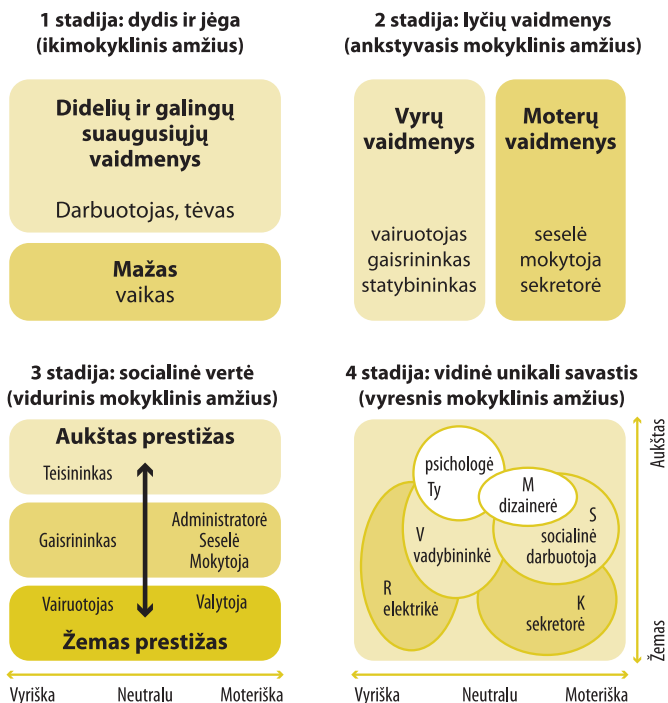 1 stadija: dydis ir jėga
(ikimokyklinis amžius)
Didelių ir galingų
suaugusiųjų
vaidmenys
Darbuotojas, tėvas
Mažas
vaikas
2 stadija: lyčių vaidmenys
(ankstyvasis mokyklinis amžius)
Vyrų
vaidmenys
vairuotojas
gaisrininkas
statybininkas
Moterų
vaidmenys
seselė
mokytoja
sekretorė
3 stadija: socialinė vertė
(vidurinis mokyklinis amžius)
Aukštas prestižas
Teisininkas
Gaisrininkas
Administratorė
Seselė
Mokytoja
Vairuotojas
Valytoja
Žemas prestižas
Vyriška Neutralu Moteriška
4 stadija: vidinė unikali savastis
(vyresnis mokyklinis amžius)
psichologė
Ty
M
dizainerė
S
socialinė
darbuotoja
V
vadybininkė
R
elektrikė
K
sekretorė
Aukštas
Žemas
Vyriška Neutralu Moteriška